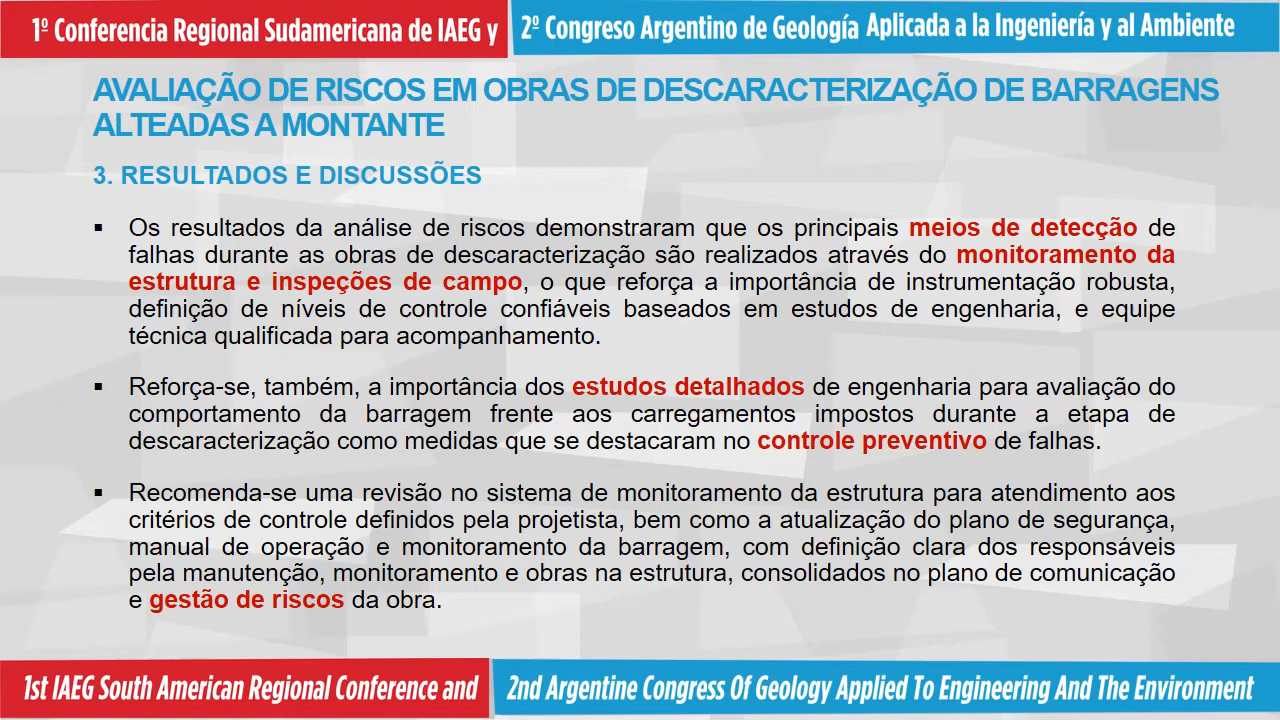 1º Conferencia Regional Sudamericana de IAEG y 2º Congreso Argentino de Geología Aplicada a la Ingeniería y al Ambiente
AVALIAÇÃO DE RISCOS EM OBRAS DE DESCARACTERIZAÇÃO DE BARRAGENS
ALTEADAS A MONTANTE
3. RESULTADOS E DISCUSSÕES
▪ Os resultados da análise de riscos demonstraram que os principais meios de detecção de
falhas durante as obras de descaracterização são realizados através do monitoramento da
estrutura e inspeções de campo, o que reforça a importância de instrumentação robusta,
definição de níveis de controle confiáveis baseados em estudos de engenharia, e equipe
técnica qualificada para acompanhamento.
▪ Reforça-se, também, a importância dos estudos detalhados de engenharia para avaliação do
comportamento da barragem frente aos carregamentos impostos durante a etapa de
descaracterização como medidas que se destacaram no controle preventivo de falhas.
▪ Recomenda-se uma revisão no sistema de monitoramento da estrutura para atendimento aos
critérios de controle definidos pela projetista, bem como a atualização do plano de segurança,
manual de operação e monitoramento da barragem, com definição clara dos responsáveis
pela manutenção, monitoramento e obras na estrutura, consolidados no plano de comunicação
e gestão de riscos da obra.
1st IAEG South American Regional Conference and 2nd Argentine Congress Of Geology Applied To Engineering And The Environment